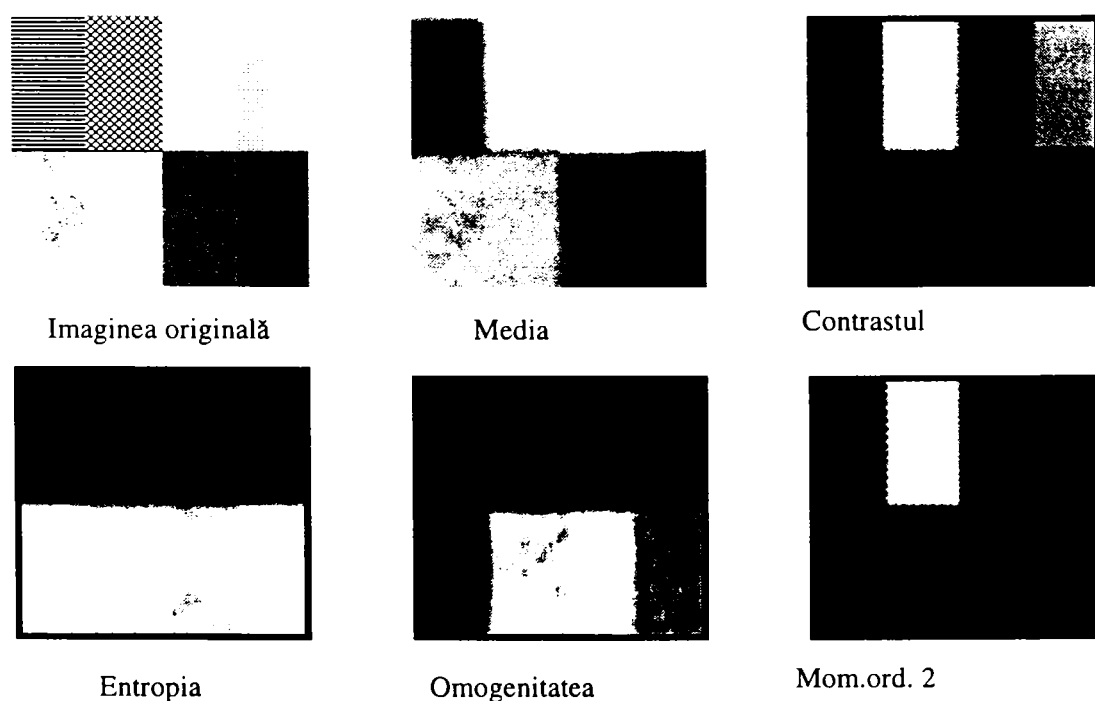 Imaginea originală
Media
Contrastul
Entropia
Omogenitatea
Mom.ord. 2